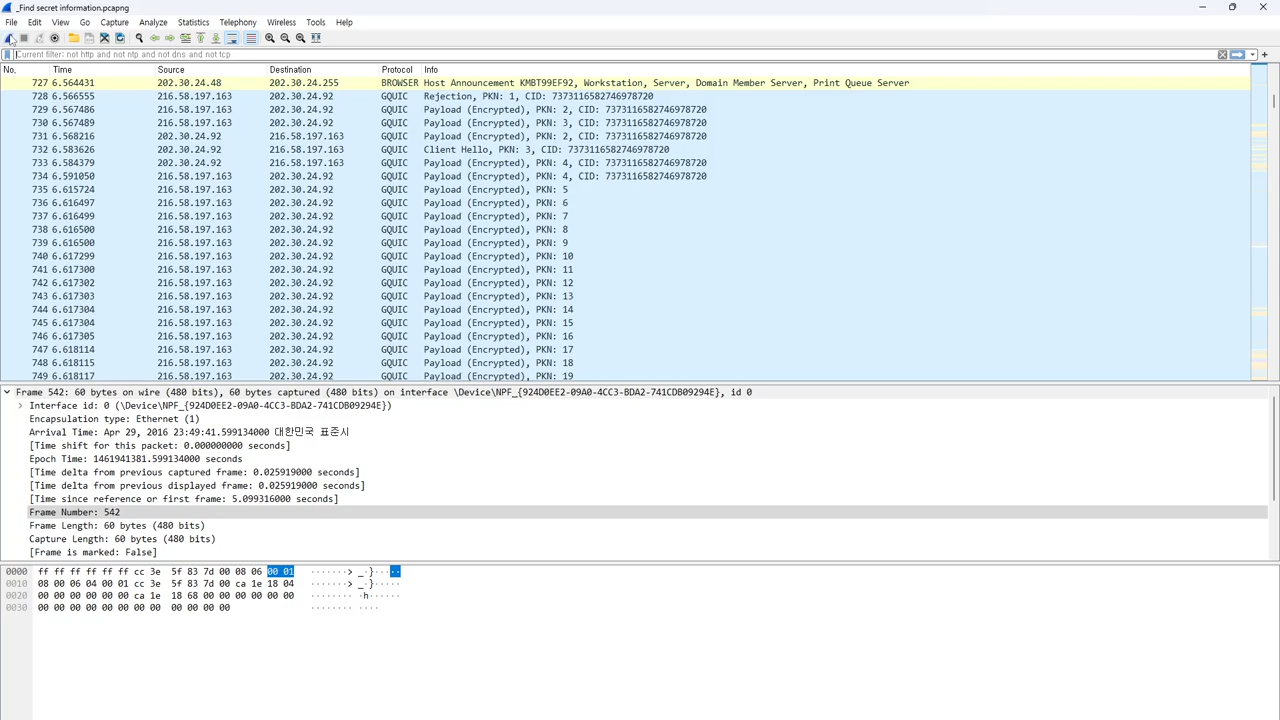 _Find secret information.pcapng
File Edit View Go Capture Analyze Statistics Telephony Wireless Tools Help
Current filter: not http and not ntp and not dns and not tcp
No. Time Source Destination Protocol Info
727 6.564431 202.30.24.48 202.30.24.255 BROWSER Host Announcement KMBT99EF92, Workstation, Server, Domain Member Server, Print Queue Server
728 6.566555 216.58.197.163 202.30.24.92 GQUIC Rejection, PKN: 1, CID: 7373116582746978720
729 6.567486 216.58.197.163 202.30.24.92 GQUIC Payload (Encrypted), PKN: 2, CID: 7373116582746978720
730 6.567489 216.58.197.163 202.30.24.92 GQUIC Payload (Encrypted), PKN: 3, CID: 7373116582746978720
731 6.568216 202.30.24.92 216.58.197.163 GQUIC Payload (Encrypted), PKN: 2, CID: 7373116582746978720
732 6.583626 202.30.24.92 216.58.197.163 GQUIC Client Hello, PKN: 3, CID: 7373116582746978720
733 6.584379 202.30.24.92 216.58.197.163 GQUIC Payload (Encrypted), PKN: 4, CID: 7373116582746978720
734 6.591050 216.58.197.163 202.30.24.92 GQUIC Payload (Encrypted), PKN: 4, CID: 7373116582746978720
735 6.615724 216.58.197.163 202.30.24.92 GQUIC Payload (Encrypted), PKN: 5
736 6.616497 216.58.197.163 202.30.24.92 GQUIC Payload (Encrypted), PKN: 6
737 6.616499 216.58.197.163 202.30.24.92 GQUIC Payload (Encrypted), PKN: 7
738 6.616500 216.58.197.163 202.30.24.92 GQUIC Payload (Encrypted), PKN: 8
739 6.616500 216.58.197.163 202.30.24.92 GQUIC Payload (Encrypted), PKN: 9
740 6.617299 216.58.197.163 202.30.24.92 GQUIC Payload (Encrypted), PKN: 10
741 6.617300 216.58.197.163 202.30.24.92 GQUIC Payload (Encrypted), PKN: 11
742 6.617302 216.58.197.163 202.30.24.92 GQUIC Payload (Encrypted), PKN: 12
743 6.617303 216.58.197.163 202.30.24.92 GQUIC Payload (Encrypted), PKN: 13
744 6.617304 216.58.197.163 202.30.24.92 GQUIC Payload (Encrypted), PKN: 14
745 6.617304 216.58.197.163 202.30.24.92 GQUIC Payload (Encrypted), PKN: 15
746 6.617305 216.58.197.163 202.30.24.92 GQUIC Payload (Encrypted), PKN: 16
747 6.618114 216.58.197.163 202.30.24.92 GQUIC Payload (Encrypted), PKN: 17
748 6.618115 216.58.197.163 202.30.24.92 GQUIC Payload (Encrypted), PKN: 18
749 6.618117 216.58.197.163 202.30.24.92 GQUIC Payload (Encrypted), PKN: 19
Frame 542: 60 bytes on wire (480 bits), 60 bytes captured (480 bits) on interface \Device\NPF_{924D0EE2-09A0-4CC3-BDA2-741CDB09294E}, id 0
Interface id: 0 (\Device\NPF_{924D0EE2-09A0-4CC3-BDA2-741CDB09294E})
Encapsulation type: Ethernet (1)
Arrival Time: Apr 29, 2016 23:49:41.599134000 대한민국 표준시
[Time shift for this packet: 0.000000000 seconds]
Epoch Time: 1461941381.599134000 seconds
[Time delta from previous captured frame: 0.025919000 seconds]
[Time delta from previous displayed frame: 0.025919000 seconds]
[Time since reference or first frame: 5.099316000 seconds]
Frame Number: 542
Frame Length: 60 bytes (480 bits)
Capture Length: 60 bytes (480 bits)
[Frame is marked: False]
0000 ff ff ff ff ff ff cc 3e 5f 83 7d 00 08 06 00 01 ·······> _·}·····
0010 08 00 06 04 00 01 cc 3e 5f 83 7d 00 ca 1e 18 04 ·······> _·}·····
0020 00 00 00 00 00 00 ca 1e 18 68 00 00 00 00 00 00 ········ ·h······
0030 00 00 00 00 00 00 00 00 00 00 00 00 ········ ····